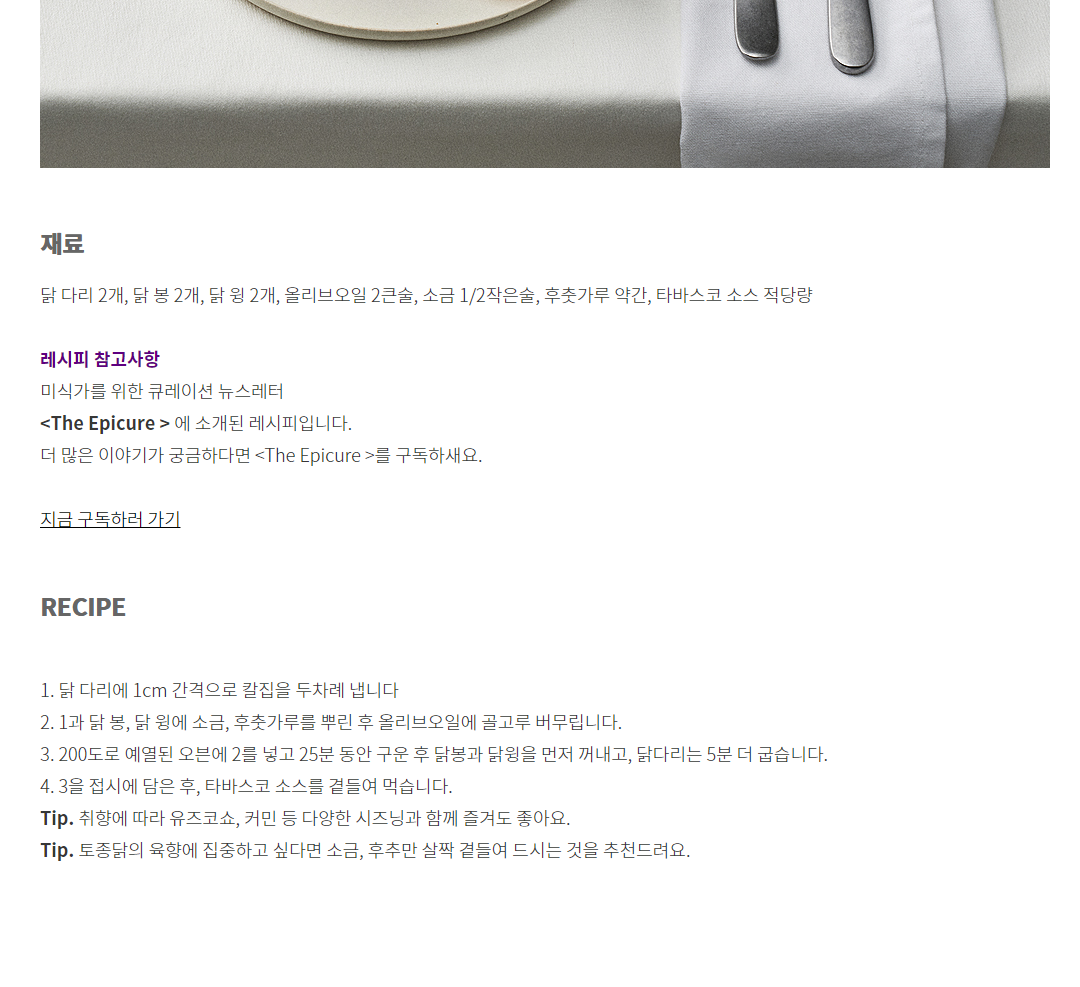 재료
닭 다리 2개, 닭 봉 2개, 닭 윙 2개, 올리브오일 2큰술, 소금 1/2작은술, 후춧가루 약간, 타바스코 소스 적당량
레시피 참고사항
미식가를 위한 큐레이션 뉴스레터
<The Epicure > 에 소개된 레시피입니다.
더 많은 이야기가 궁금하다면 <The Epicure >를 구독하새요.
지금 구독하러 가기
RECIPE
1. 닭 다리에 1cm 간격으로 칼집을 두차례 냅니다
2. 1과 닭 봉, 닭 윙에 소금, 후춧가루를 뿌린 후 올리브오일에 골고루 버무립니다.
3. 200도로 예열된 오븐에 2를 넣고 25분 동안 구운 후 닭봉과 닭윙을 먼저 꺼내고, 닭다리는 5분 더 굽습니다.
4. 3을 접시에 담은 후, 타바스코 소스를 곁들여 먹습니다.
Tip. 취향에 따라 유즈코쇼, 커민 등 다양한 시즈닝과 함께 즐겨도 좋아요.
Tip. 토종닭의 육향에 집중하고 싶다면 소금, 후추만 살짝 곁들여 드시는 것을 추천드려요.